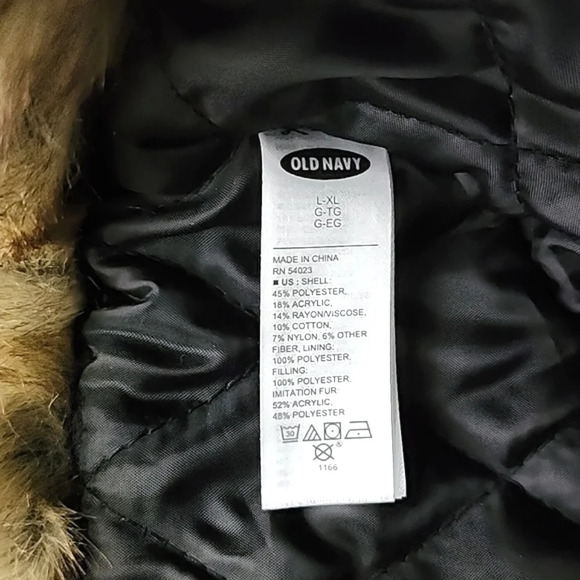 OLD NAVY
L-XL
G-TG
G-EG
MADE IN CHINA
RN 54023
■ US : SHELL:
45% POLYESTER,
18% ACRYLIC,
14% RAYON/VISCOSE,
10% COTTON,
7% NYLON, 6% OTHER
FIBER, LINING:
100% POLYESTER,
FILLING:
100% POLYESTER,
IMITATION FUR:
52% ACRYLIC,
48% POLYESTER
30
®
1166